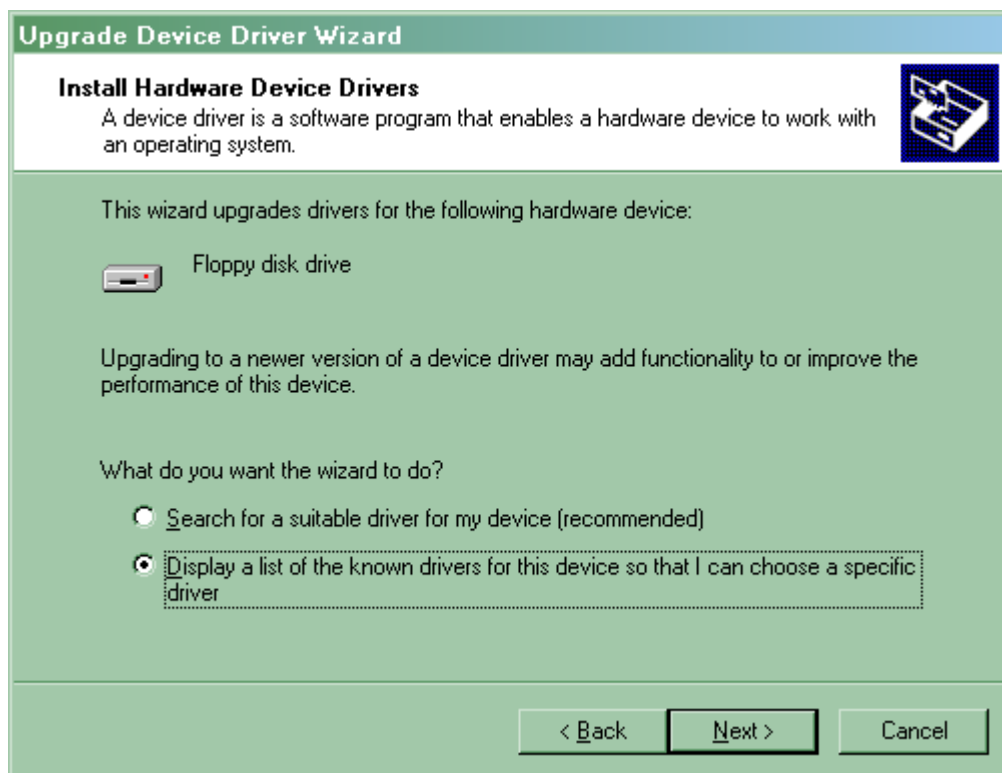 Upgrade Device Driver Wizard
Install Hardware Device Drivers
A device driver is a software program that enables a hardware device to work with
an operating system.
This wizard upgrades drivers for the following hardware device:
Floppy disk drive
Upgrading to a newer version of a device driver may add functionality to or improve the
performance of this device.
What do you want the wizard to do?
Search for a suitable driver for my device (recommended)
Display a list of the known drivers for this device so that I can choose a specific
driver
< Back
Next >
Cancel